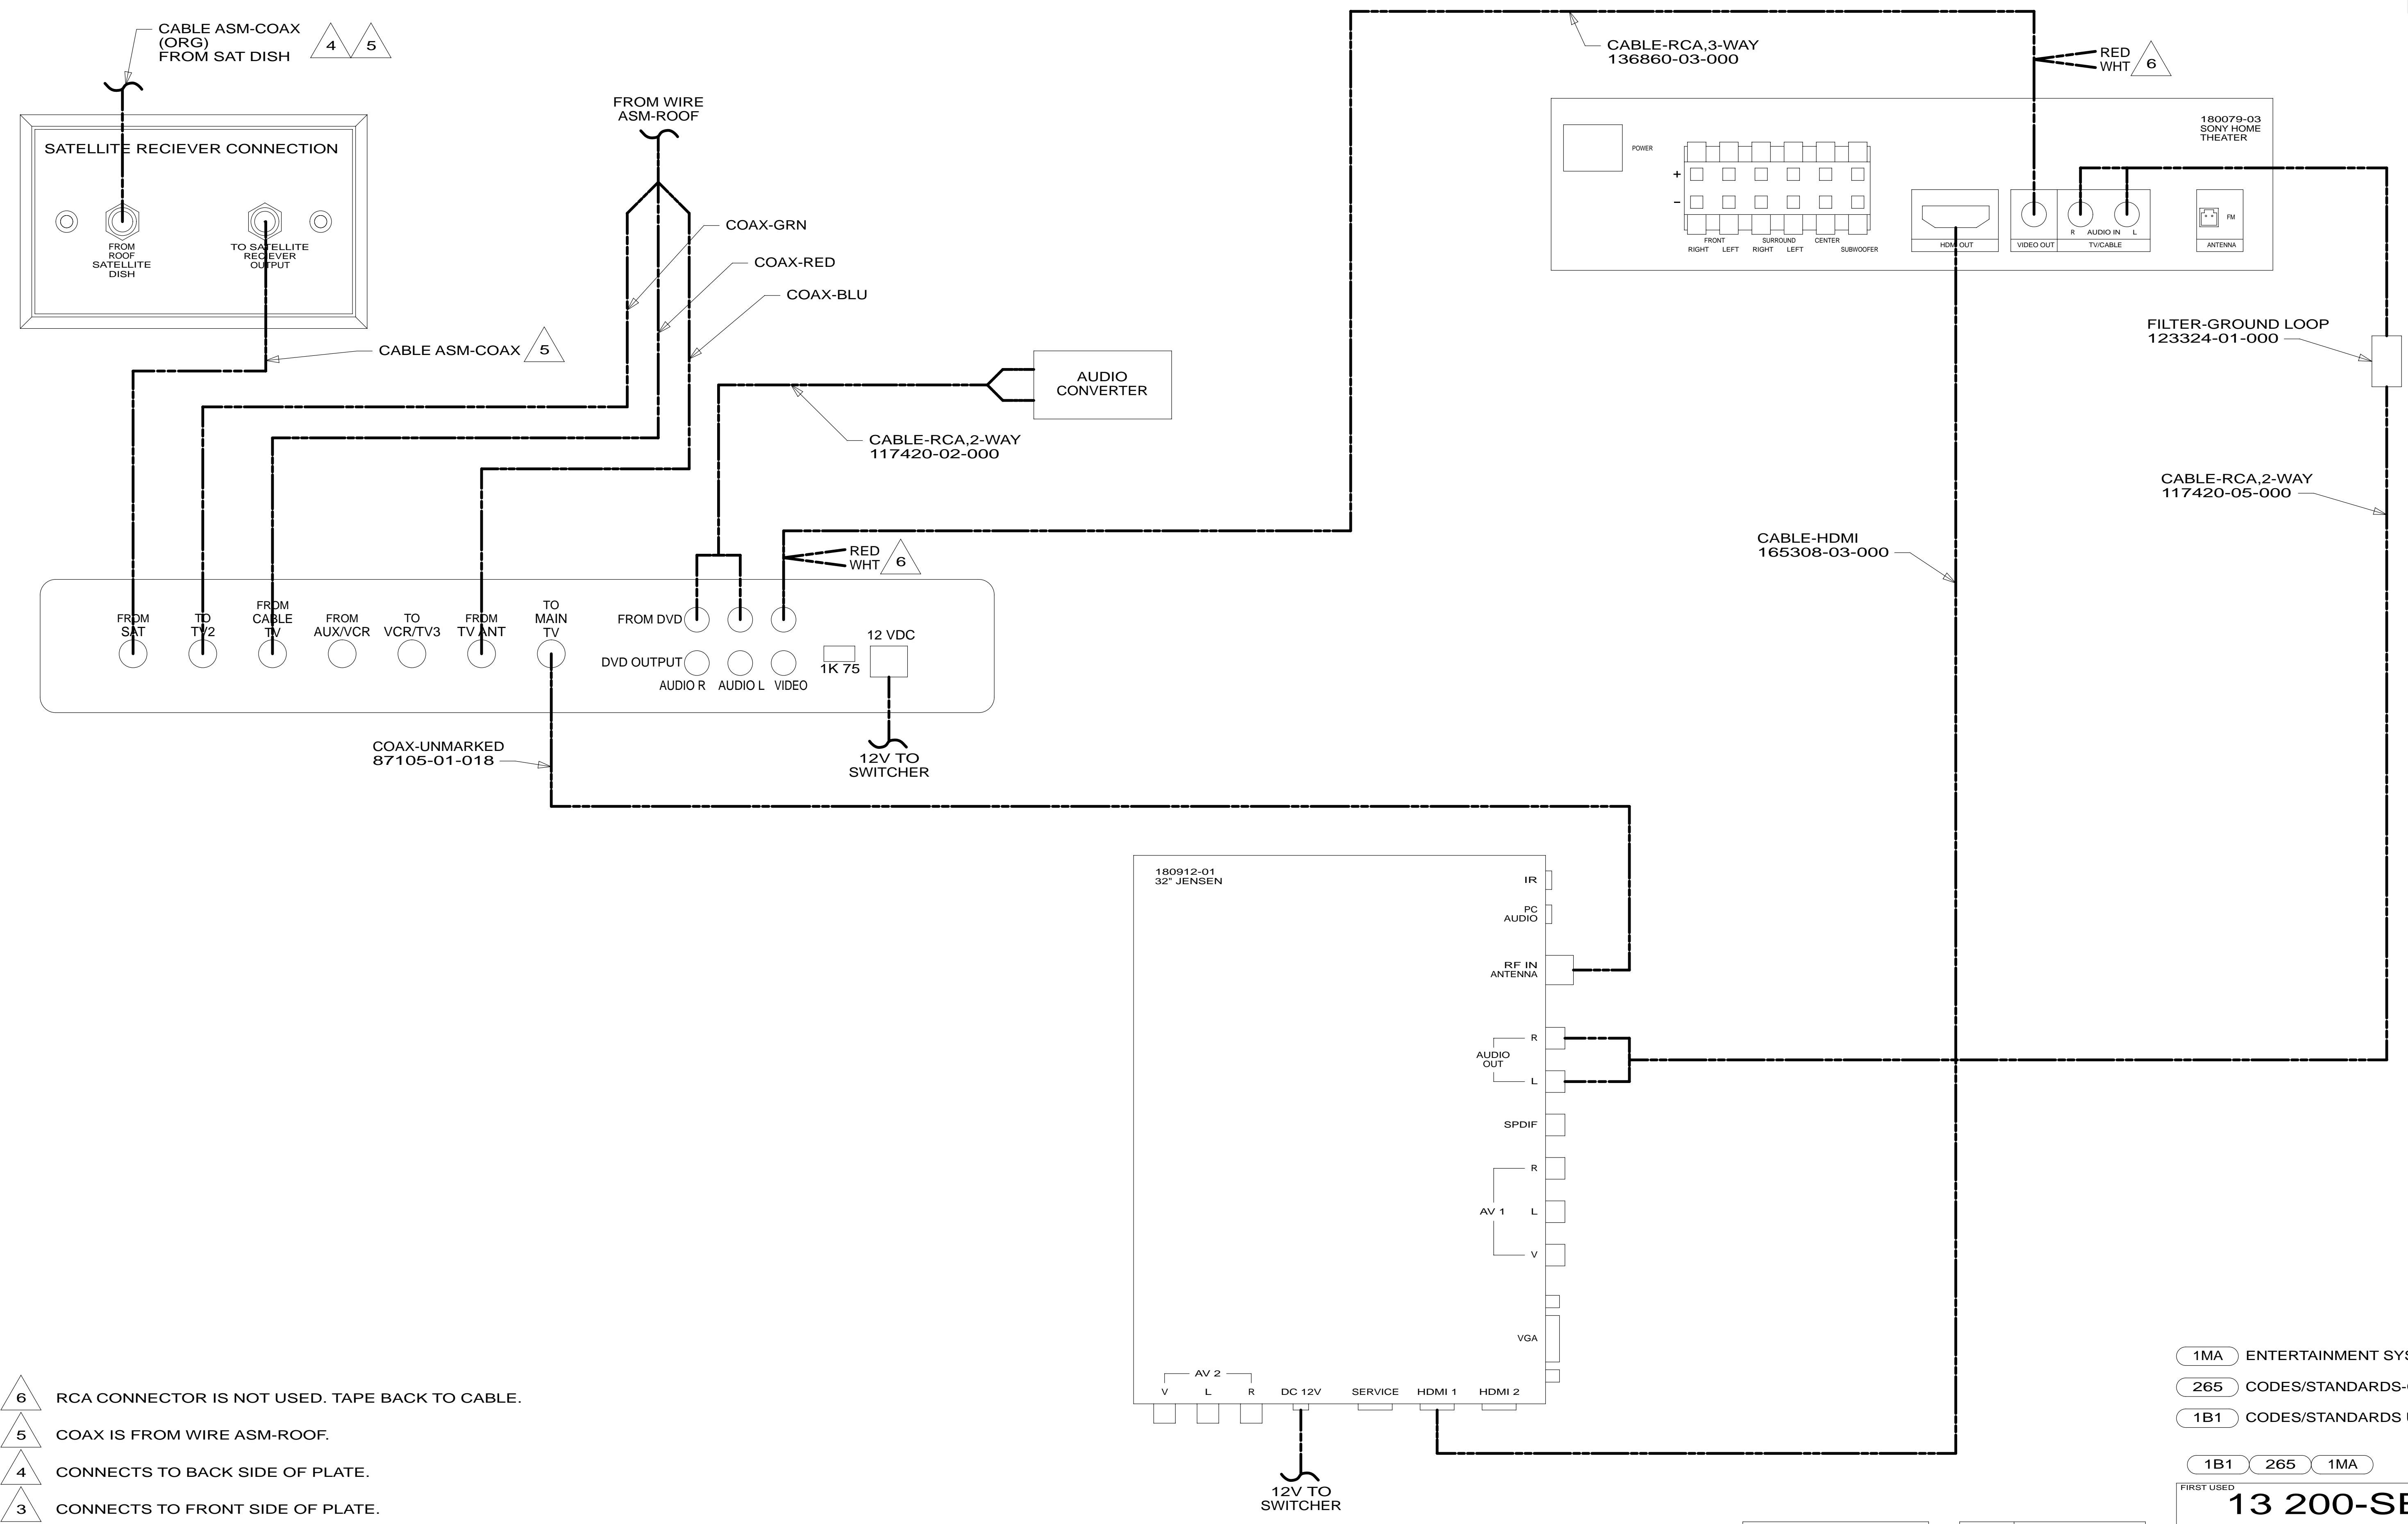 CABLE ASM-COAX
(ORG)
FROM SAT DISH
4
5
SATELLITE RECIEVER CONNECTION
FROM
ROOF
SATELLITE
DISH
TO SATELLITE
RECIEVER
OUTPUT
CABLE ASM-COAX
5
FROM WIRE
ASM-ROOF
COAX-GRN
COAX-RED
COAX-BLU
AUDIO
CONVERTER
CABLE-RCA,2-WAY
117420-02-000
CABLE-RCA,3-WAY
136860-03-000
RED
WHT
6
180079-03
SONY HOME
THEATER
POWER
+
-
FRONT
RIGHT LEFT
SURROUND
RIGHT LEFT
CENTER
SUBWOOFER
HDMI OUT
VIDEO OUT
R AUDIO IN L
TV/CABLE
FM
ANTENNA
FILTER-GROUND LOOP
123324-01-000
CABLE-RCA,2-WAY
117420-05-000
CABLE-HDMI
165308-03-000
RED
WHT
6
FROM
SAT
TO
TV2
FROM
CABLE
TV
FROM
AUX/VCR
TO
VCR/TV3
FROM
TV ANT
TO
MAIN
TV
FROM DVD
DVD OUTPUT
AUDIO R AUDIO L VIDEO
1K 75
12 VDC
12V TO
SWITCHER
COAX-UNMARKED
87105-01-018
180912-01
32" JENSEN
IR
PC
AUDIO
RF IN
ANTENNA
R
AUDIO
OUT
L
SPDIF
R
AV 1 L
V
VGA
AV 2
V L R DC 12V SERVICE HDMI 1 HDMI 2
12V TO
SWITCHER
6 RCA CONNECTOR IS NOT USED. TAPE BACK TO CABLE.
5 COAX IS FROM WIRE ASM-ROOF.
4 CONNECTS TO BACK SIDE OF PLATE.
3 CONNECTS TO FRONT SIDE OF PLATE.
1MA ENTERTAINMENT
265 CODES/STANDARDS-
1B1 CODES/STANDARDS
1B1 265 1MA
FIRST USED
13 200-SE